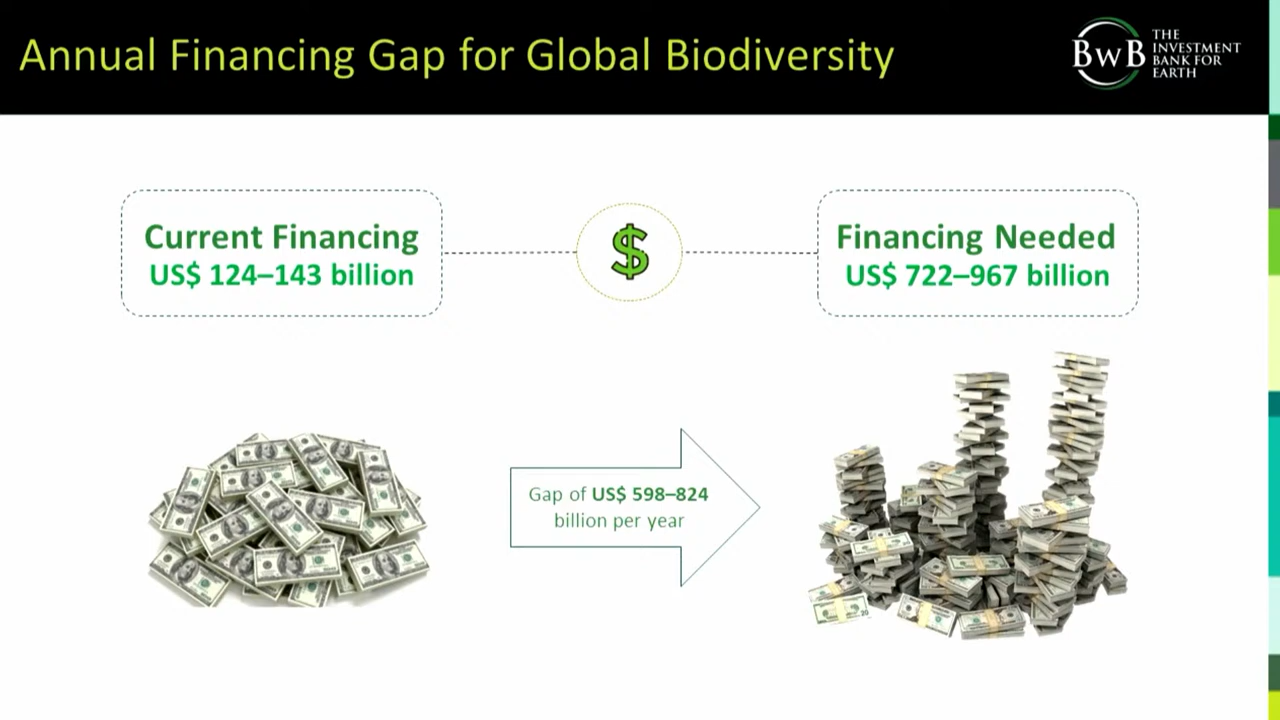 Annual Financing Gap for Global Biodiversity
BwB
THE
INVESTMENT
BANK FOR
EARTH
Current Financing
US$ 124–143 billion
$
Financing Needed
US$ 722–967 billion
Gap of US$ 598–824
billion per year